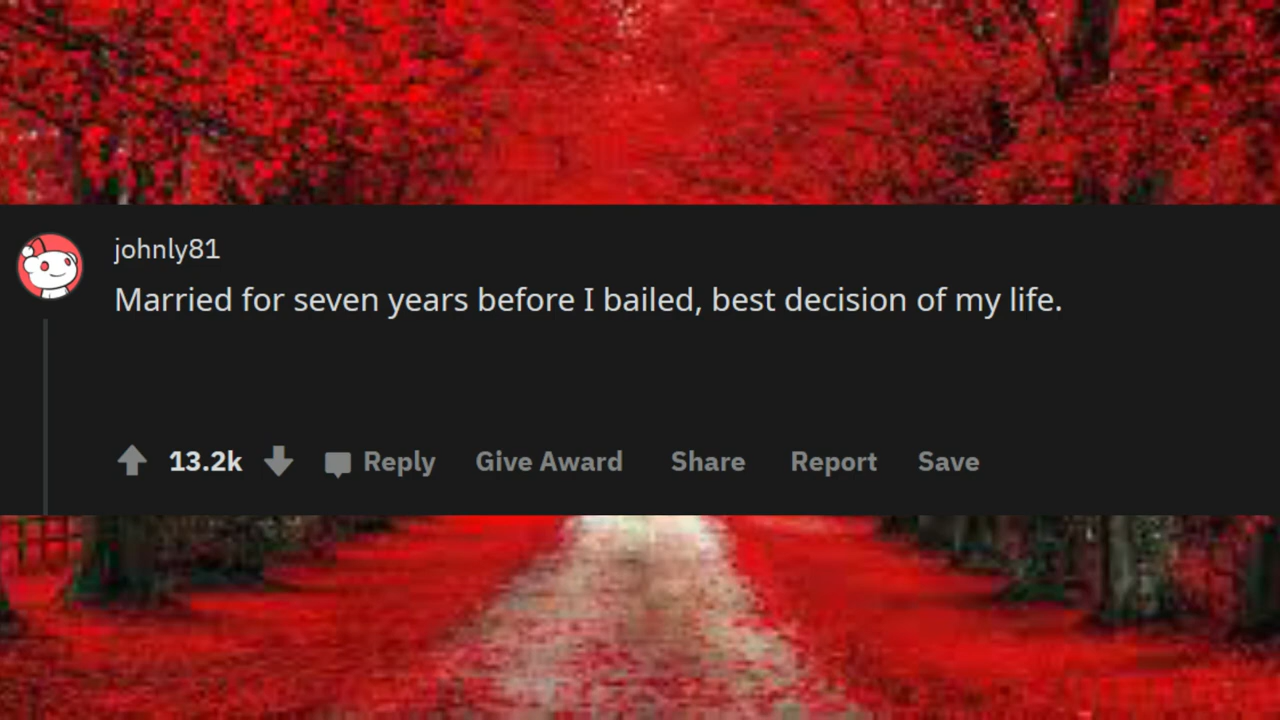 johnly81
Married for seven years before I bailed, best decision of my life.
13.2k Reply Give Award Share Report Save